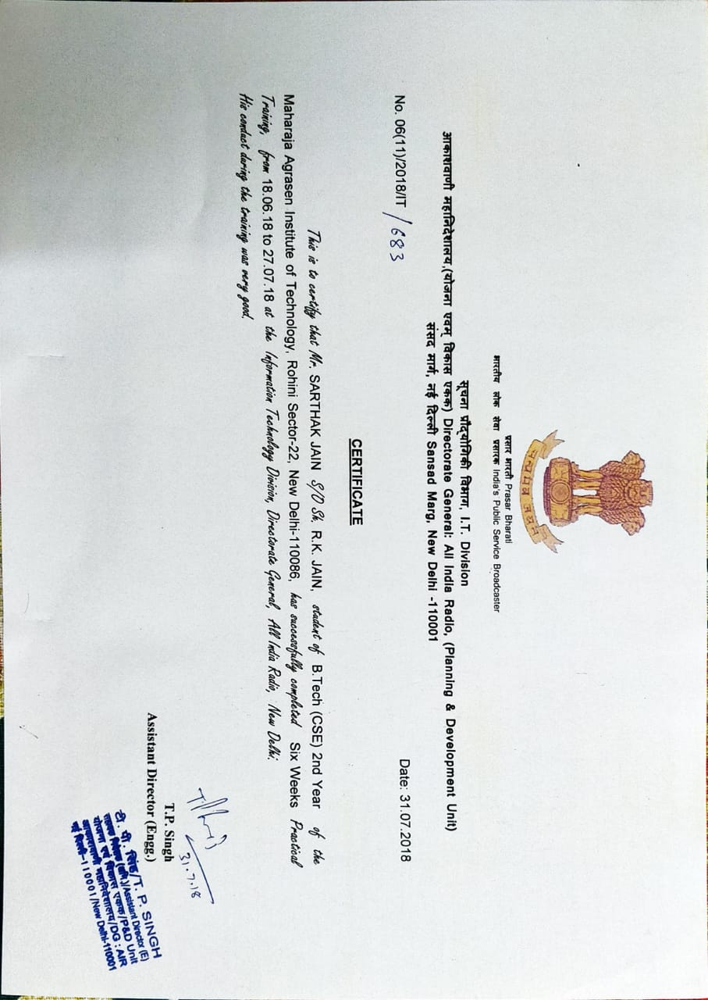 सत्यमेव जयते
प्रसार भारती Prasar Bharati
भारतीय लोक सेवा प्रसारक India's Public Service Broadcaster
सूचना प्रौद्योगिकी विभाग, I.T. Division
आकाशवाणी महानिदेशालय,(योजना एवम् विकास एकक) Directorate General: All India Radio, (Planning & Development Unit)
संसद मार्ग, नई दिल्ली Sansad Marg, New Delhi -110001
No. 06(11)/2018/IT /683 Date: 31.07.2018
CERTIFICATE
This is to certify that Mr. SARTHAK JAIN S/O Sh. R.K. JAIN, student of B.Tech (CSE) 2nd Year of the
Maharaja Agrasen Institute of Technology, Rohini Sector-22, New Delhi-110086, has successfully completed Six Weeks Practical
Training, from 18.06.18 to 27.07.18 at the Information Technology Division, Directorate General, All India Radio, New Delhi.
His conduct during the training was very good.
31.7.18
T.P. Singh
Assistant Director (Engg.)
टी. पी. सिंह/T. P. SINGH
सहायक निदेशक (अभि.)/Assistant Director (E)
योजना एवं विकास एकक/P&D Unit
आकाशवाणी महानिदेशालय/DG : AIR
नई दिल्ली-110001/New Delhi-110001